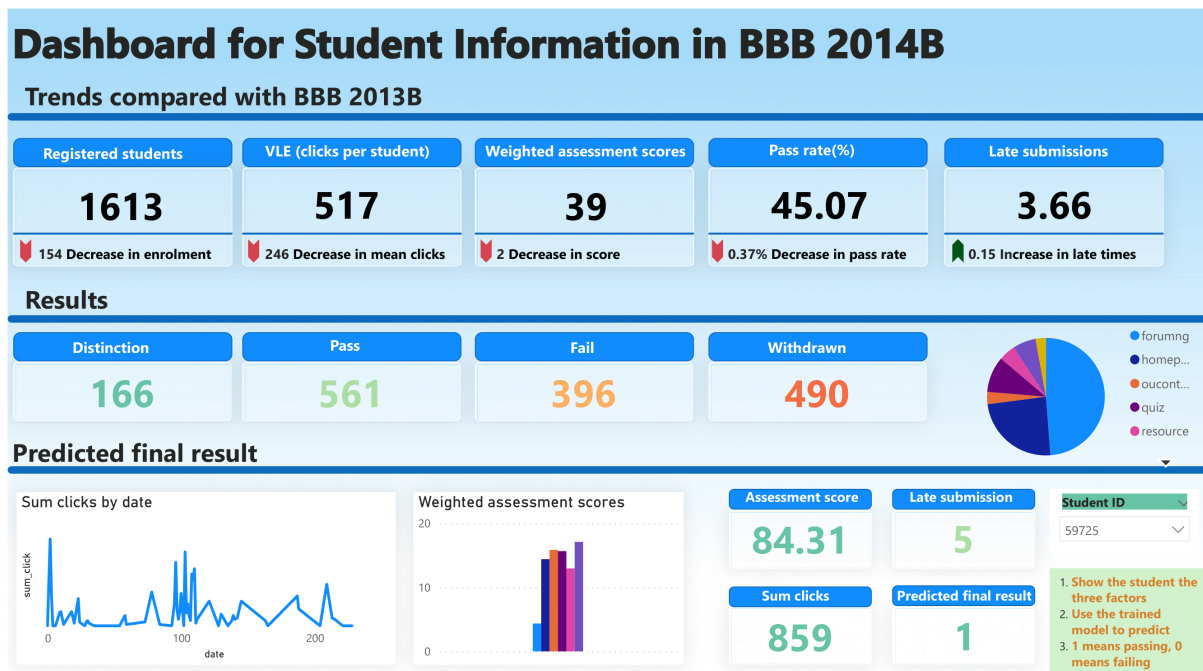 Dashboard for Student Information in BBB 2014B
Trends compared with BBB 2013B
Registered students
1613
154 Decrease in enrolment
VLE (clicks per student)
517
246 Decrease in mean clicks
Weighted assessment scores
39
2 Decrease in score
Pass rate(%)
45.07
0.37% Decrease in pass rate
Late submissions
3.66
0.15 Increase in late times
Results
Distinction
166
Pass
561
Fail
396
Withdrawn
490
forumng
homep...
oucont...
quiz
resource
Predicted final result
Sum clicks by date
sum_click
0
100
200
date
Weighted assessment scores
20
10
0
Assessment score
84.31
Late submission
5
Sum clicks
859
Predicted final result
1
Student ID
59725
1. Show the student the
three factors
2. Use the trained
model to predict
3. 1 means passing, 0
means failing